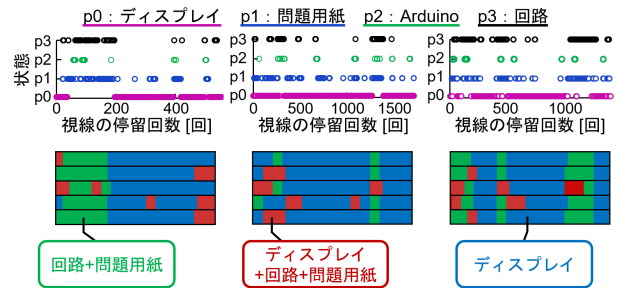 p0：ディスプレイ p1：問題用紙 p2：Arduino p3：回路
状態
p3
p2
p1
p0
0 200 400
視線の停留回数 [回]
p3
p2
p1
p0
0 500 1000 1500
視線の停留回数 [回]
p3
p2
p1
p0
0 500 1000
視線の停留回数 [回]
回路+問題用紙
ディスプレイ
+回路+問題用紙
ディスプレイ